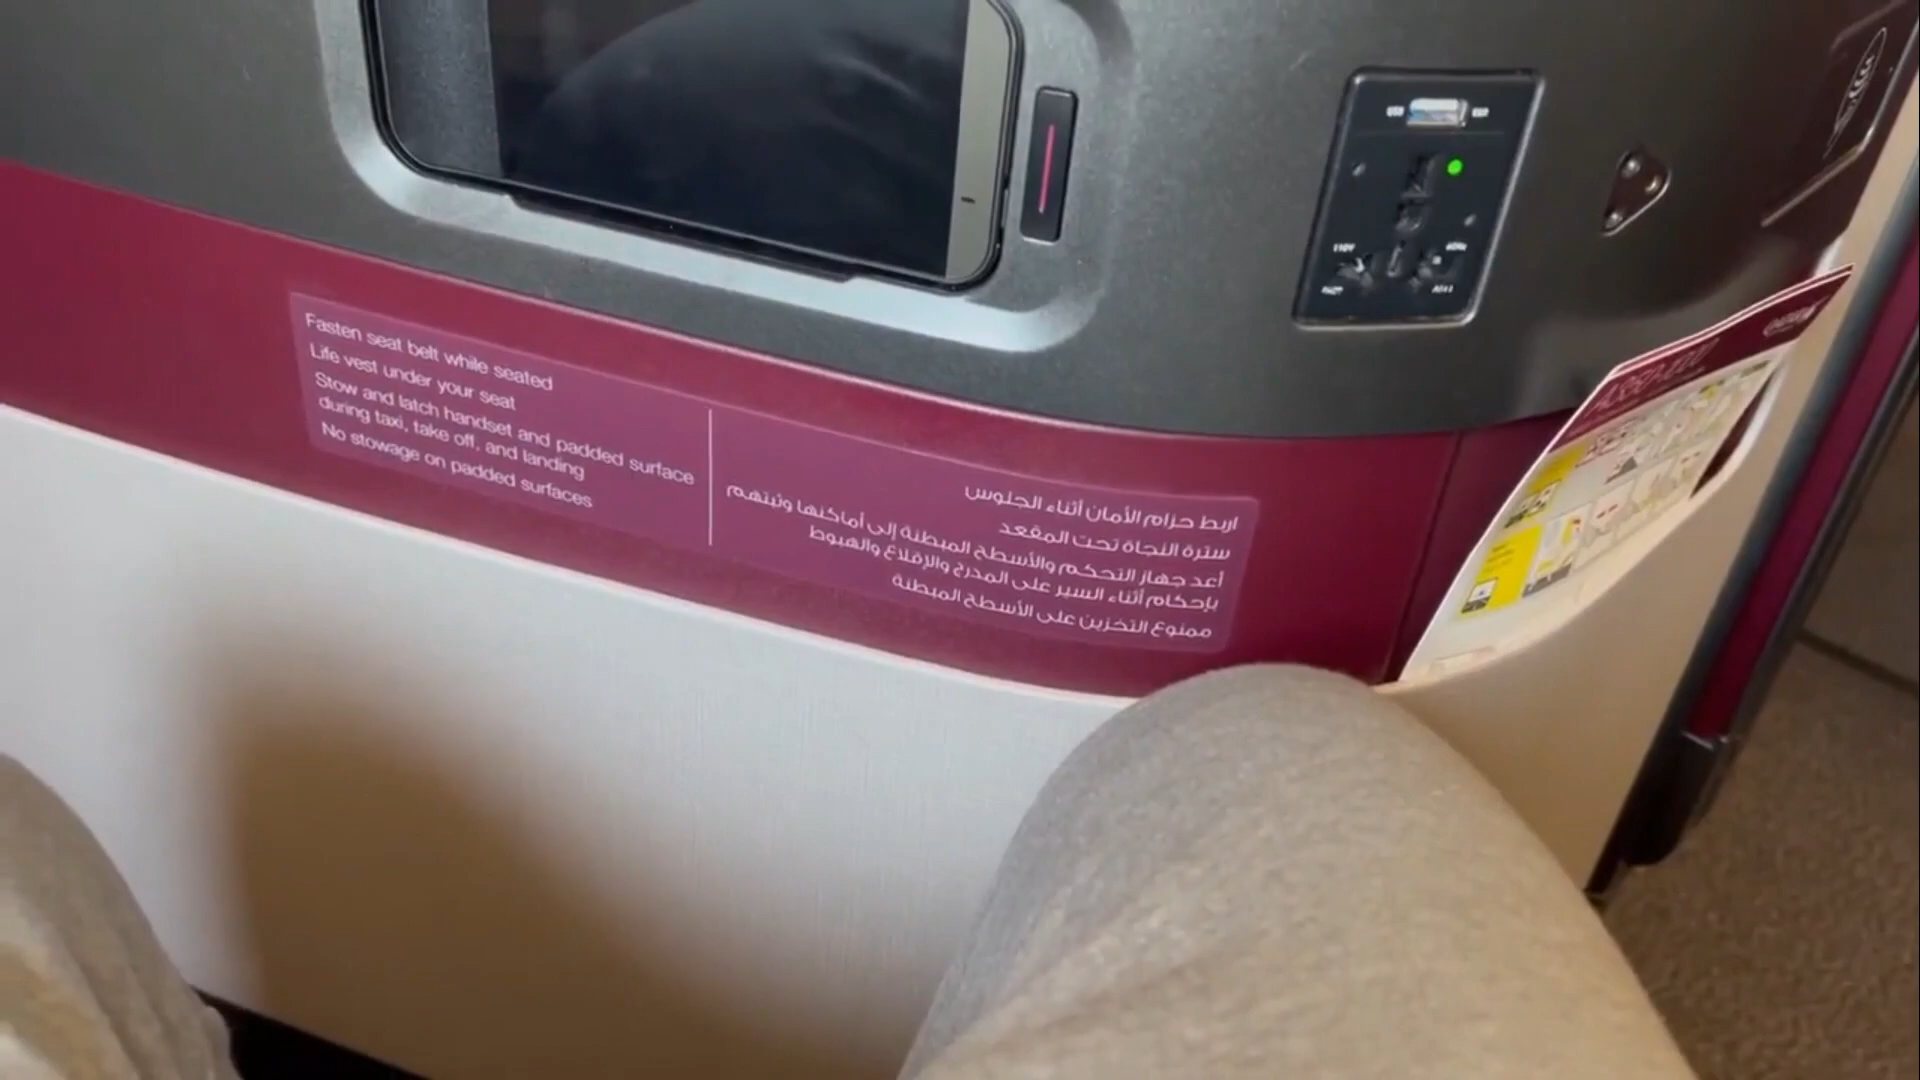 Fasten seat belt while seated
Life vest under your seat
Stow and latch handset and padded surface
during taxi, take off, and landing
No stowage on padded surfaces
اربط حزام الأمان أثناء الجلوس
سترة النجاة تحت المقعد
أعد جهاز التحكم والأسطح المبطنة إلى أماكنها وثبتهم
بإحكام أثناء السير على المدرج والإقلاع والهبوط
ممنوع التخزين على الأسطح المبطنة
USB
110V
60Hz